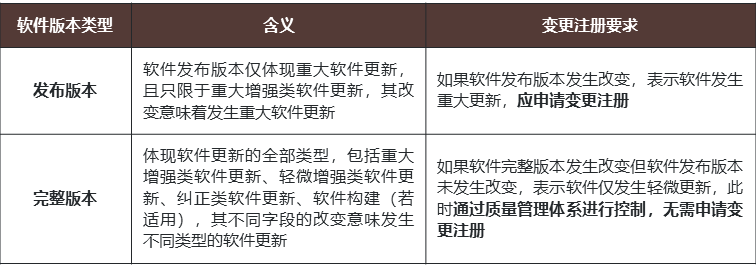 软件版本类型
含义
变更注册要求
发布版本
软件发布版本仅体现重大软件更新，
且只限于重大增强类软件更新，其改
变意味着发生重大软件更新
如果软件发布版本发生改变，表示软件发生
重大更新，应申请变更注册
完整版本
体现软件更新的全部类型，包括重大
增强类软件更新、轻微增强类软件更
新、纠正类软件更新、软件构建（若
适用），其不同字段的改变意味发生
不同类型的软件更新
如果软件完整版本发生改变但软件发布版本
未发生改变，表示软件仅发生轻微更新，此
时通过质量管理体系进行控制，无需申请变
更注册